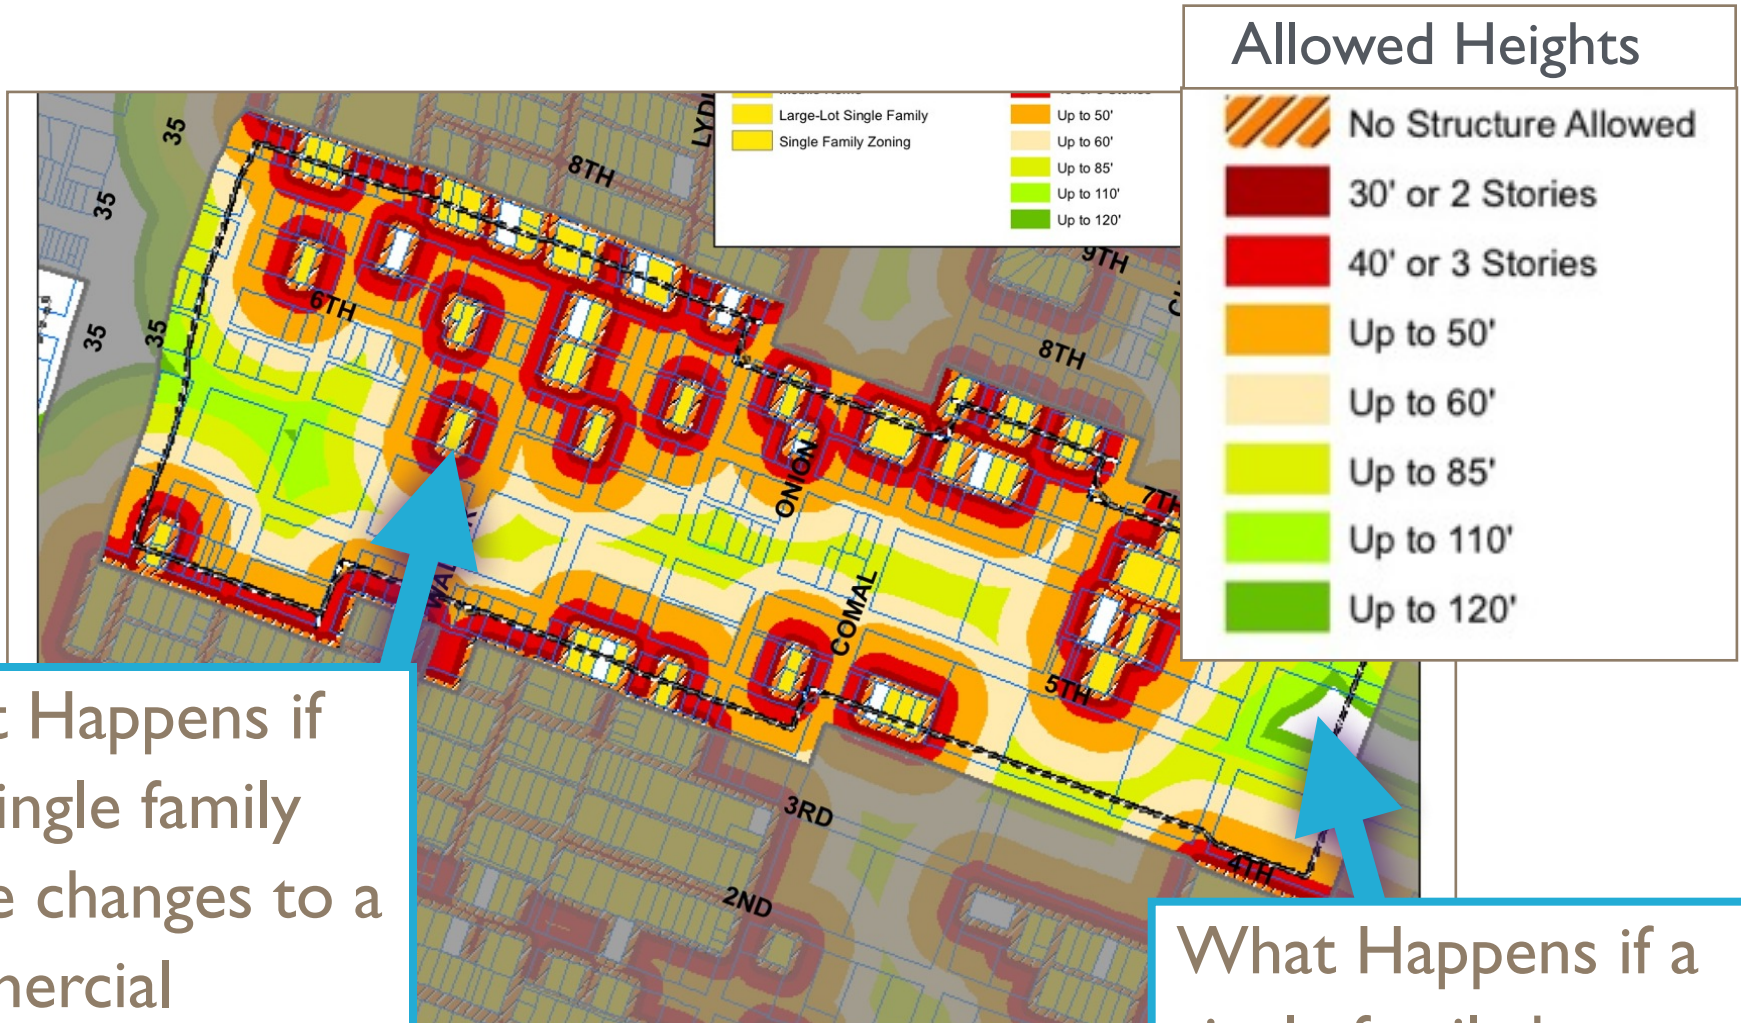 Allowed Heights
No Structure Allowed
30' or 2 Stories
40' or 3 Stories
Up to 50'
Up to 60'
Up to 85'
Up to 110'
Up to 120'
Large-Lot Single Family
Single Family Zoning
Up to 50'
Up to 60'
Up to 85'
Up to 110'
Up to 120'
35
35
35
35
8TH
9TH
8TH
6TH
7TH
ONION
COMAL
5TH
4TH
3RD
2ND
Happens if
single family
changes to a
What Happens if a